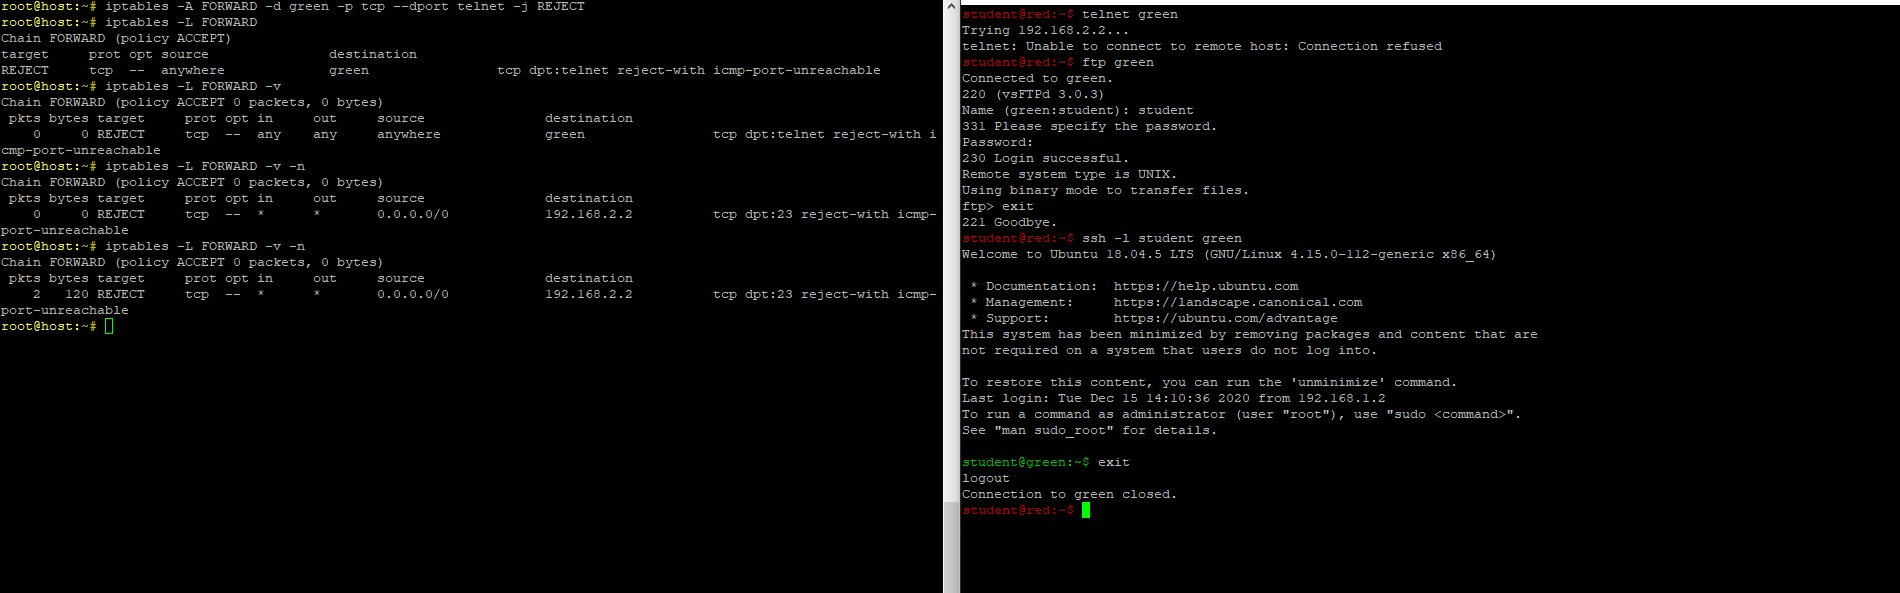 root@host:~# iptables -A FORWARD -d green -p tcp --dport telnet -j REJECT
root@host:~# iptables -L FORWARD
Chain FORWARD (policy ACCEPT)
target     prot opt source               destination
REJECT     tcp  --  anywhere             green                tcp dpt:telnet reject-with icmp-port-unreachable
root@host:~# iptables -L FORWARD -v
Chain FORWARD (policy ACCEPT 0 packets, 0 bytes)
 pkts bytes target     prot opt in     out     source               destination
    0     0 REJECT     tcp  --  any    any     anywhere             green                tcp dpt:telnet reject-with i
cmp-port-unreachable
root@host:~# iptables -L FORWARD -v -n
Chain FORWARD (policy ACCEPT 0 packets, 0 bytes)
 pkts bytes target     prot opt in     out     source               destination
    0     0 REJECT     tcp  --  *      *       0.0.0.0/0            192.168.2.2          tcp dpt:23 reject-with icmp-
port-unreachable
root@host:~# iptables -L FORWARD -v -n
Chain FORWARD (policy ACCEPT 0 packets, 0 bytes)
 pkts bytes target     prot opt in     out     source               destination
    2   120 REJECT     tcp  --  *      *       0.0.0.0/0            192.168.2.2          tcp dpt:23 reject-with icmp-
port-unreachable
root@host:~#
student@red:~$ telnet green
Trying 192.168.2.2...
telnet: Unable to connect to remote host: Connection refused
student@red:~$ ftp green
Connected to green.
220 (vsFTPd 3.0.3)
Name (green:student): student
331 Please specify the password.
Password:
230 Login successful.
Remote system type is UNIX.
Using binary mode to transfer files.
ftp> exit
221 Goodbye.
student@red:~$ ssh -l student green
Welcome to Ubuntu 18.04.5 LTS (GNU/Linux 4.15.0-112-generic x86_64)
 * Documentation:  https://help.ubuntu.com
 * Management:     https://landscape.canonical.com
 * Support:        https://ubuntu.com/advantage
This system has been minimized by removing packages and content that are
not required on a system that users do not log into.
To restore this content, you can run the 'unminimize' command.
Last login: Tue Dec 15 14:10:36 2020 from 192.168.1.2
To run a command as administrator (user "root"), use "sudo <command>".
See "man sudo_root" for details.
student@green:~$ exit
logout
Connection to green closed.
student@red:~$